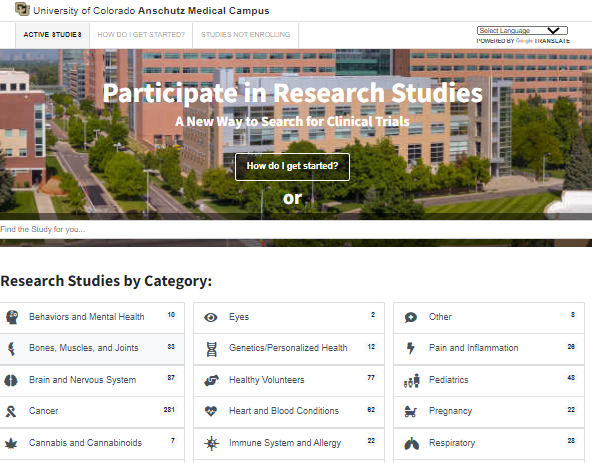 University of Colorado Anschutz Medical Campus
ACTIVE STUDIES
HOW DO I GET STARTED?
STUDIES NOT ENROLLING
Select Language
POWERED BY Google TRANSLATE
Participate in Research Studies
A New Way to Search for Clinical Trials
How do I get started?
or
Find the Study for you...
Research Studies by Category:
Behaviors and Mental Health 10
Eyes 2
Other 8
Bones, Muscles, and Joints 33
Genetics/Personalized Health 12
Pain and Inflammation 26
Brain and Nervous System 87
Healthy Volunteers 77
Pediatrics 48
Cancer 281
Heart and Blood Conditions 62
Pregnancy 22
Cannabis and Cannabinoids 7
Immune System and Allergy 22
Respiratory 28